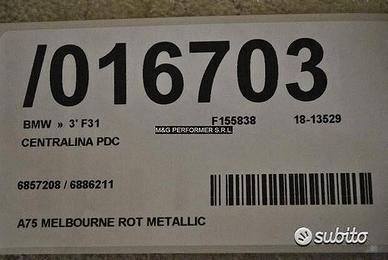 /016703
BMW » 3' F31 F155838 18-13529
M&G PERFORMER S.R.L
CENTRALINA PDC
6857208 / 6886211
A75 MELBOURNE ROT METALLIC
subito